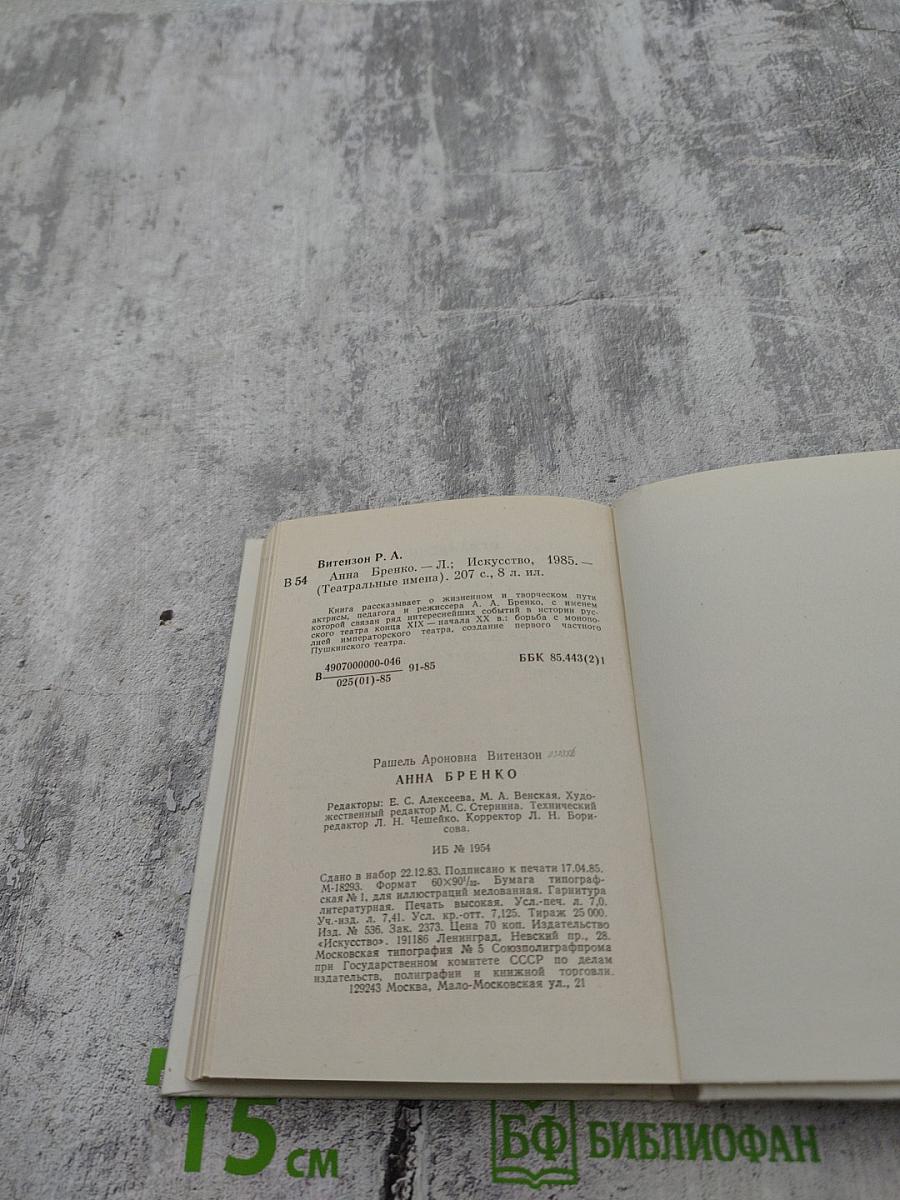 Витензон Р. А.
В 54 Анна Бренко. — Л.; Искусство, 1985. —
(Театральные имена). 207 с., 8 л. ил.
Книга рассказывает о жизненном и творческом пути
актрисы, педагога и режиссера А. А. Бренко, с именем
которой связан ряд интереснейших событий в истории рус-
ского театра конца XIX — начала XX в.: борьба с монопо-
лией императорского театра, создание первого частного
Пушкинского театра.
В 4907000000-046 91-85 ББК 85.443(2)1
025(01)-85
Рашель Ароновна Витензон
АННА БРЕНКО
Редакторы: Е. С. Алексеева, М. А. Венская. Худо-
жественный редактор М. С. Стернина. Технический
редактор Л. Н. Чешейко. Корректор Л. Н. Бори-
сова.
ИБ № 1954
Сдано в набор 22.12.83. Подписано к печати 17.04.85.
М-18293. Формат 60×90¹/₃₂. Бумага типограф-
ская № 1, для иллюстраций мелованная. Гарнитура
литературная. Печать высокая. Усл.-печ. л. 7,0.
Уч.-изд. л. 7,41. Усл. кр.-отт. 7,125. Тираж 25 000.
Изд. № 536. Зак. 2373. Цена 70 коп. Издательство
«Искусство». 191186 Ленинград, Невский пр., 28.
Московская типография № 5 Союзполиграфпрома
при Государственном комитете СССР по делам
издательств, полиграфии и книжной торговли.
129243 Москва, Мало-Московская ул., 21
15 см
БФ БИБЛИОФАН